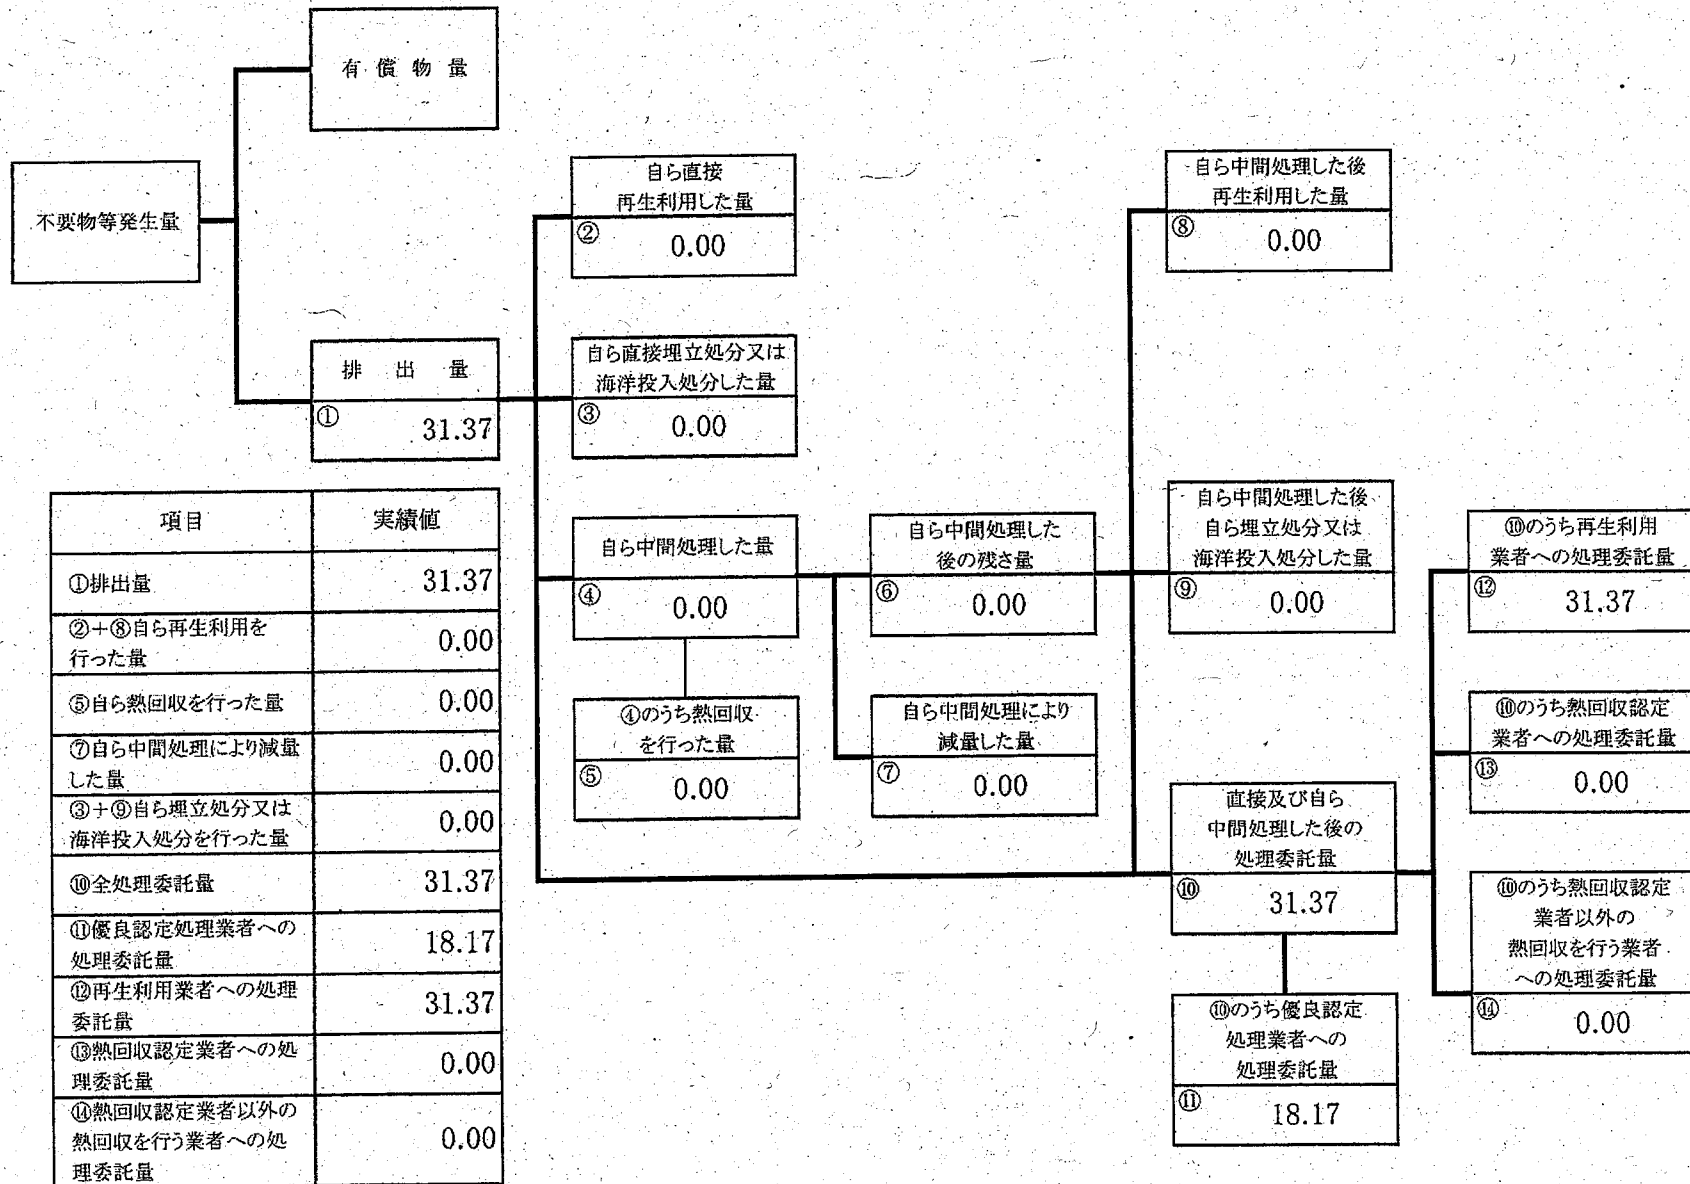 有償物量
不要物等発生量
排出量
① 31.37
自ら直接
再生利用した量
② 0.00
自ら直接埋立処分又は
海洋投入処分した量
③ 0.00
自ら中間処理した量
④ 0.00
④のうち熱回収
を行った量
⑤ 0.00
自ら中間処理した
後の残さ量
⑥ 0.00
自ら中間処理により
減量した量
⑦ 0.00
自ら中間処理した後
再生利用した量
⑧ 0.00
自ら中間処理した後
自ら埋立処分又は
海洋投入処分した量
⑨ 0.00
直接及び自ら
中間処理した後の
処理委託量
⑩ 31.37
⑩のうち優良認定
処理業者への
処理委託量
⑪ 18.17
⑩のうち再生利用
業者への処理委託量
⑫ 31.37
⑩のうち熱回収認定
業者への処理委託量
⑬ 0.00
⑩のうち熱回収認定
業者以外の
熱回収を行う業者
への処理委託量
⑭ 0.00
項目 実績値
①排出量 31.37
②+⑧自ら再生利用を
行った量 0.00
⑤自ら熱回収を行った量 0.00
⑦自ら中間処理により減量
した量 0.00
③+⑨自ら埋立処分又は
海洋投入処分を行った量 0.00
⑩全処理委託量 31.37
⑪優良認定処理業者への
処理委託量 18.17
⑫再生利用業者への処理
委託量 31.37
⑬熱回収認定業者への処
理委託量 0.00
⑭熱回収認定業者以外の
熱回収を行う業者への処
理委託量 0.00